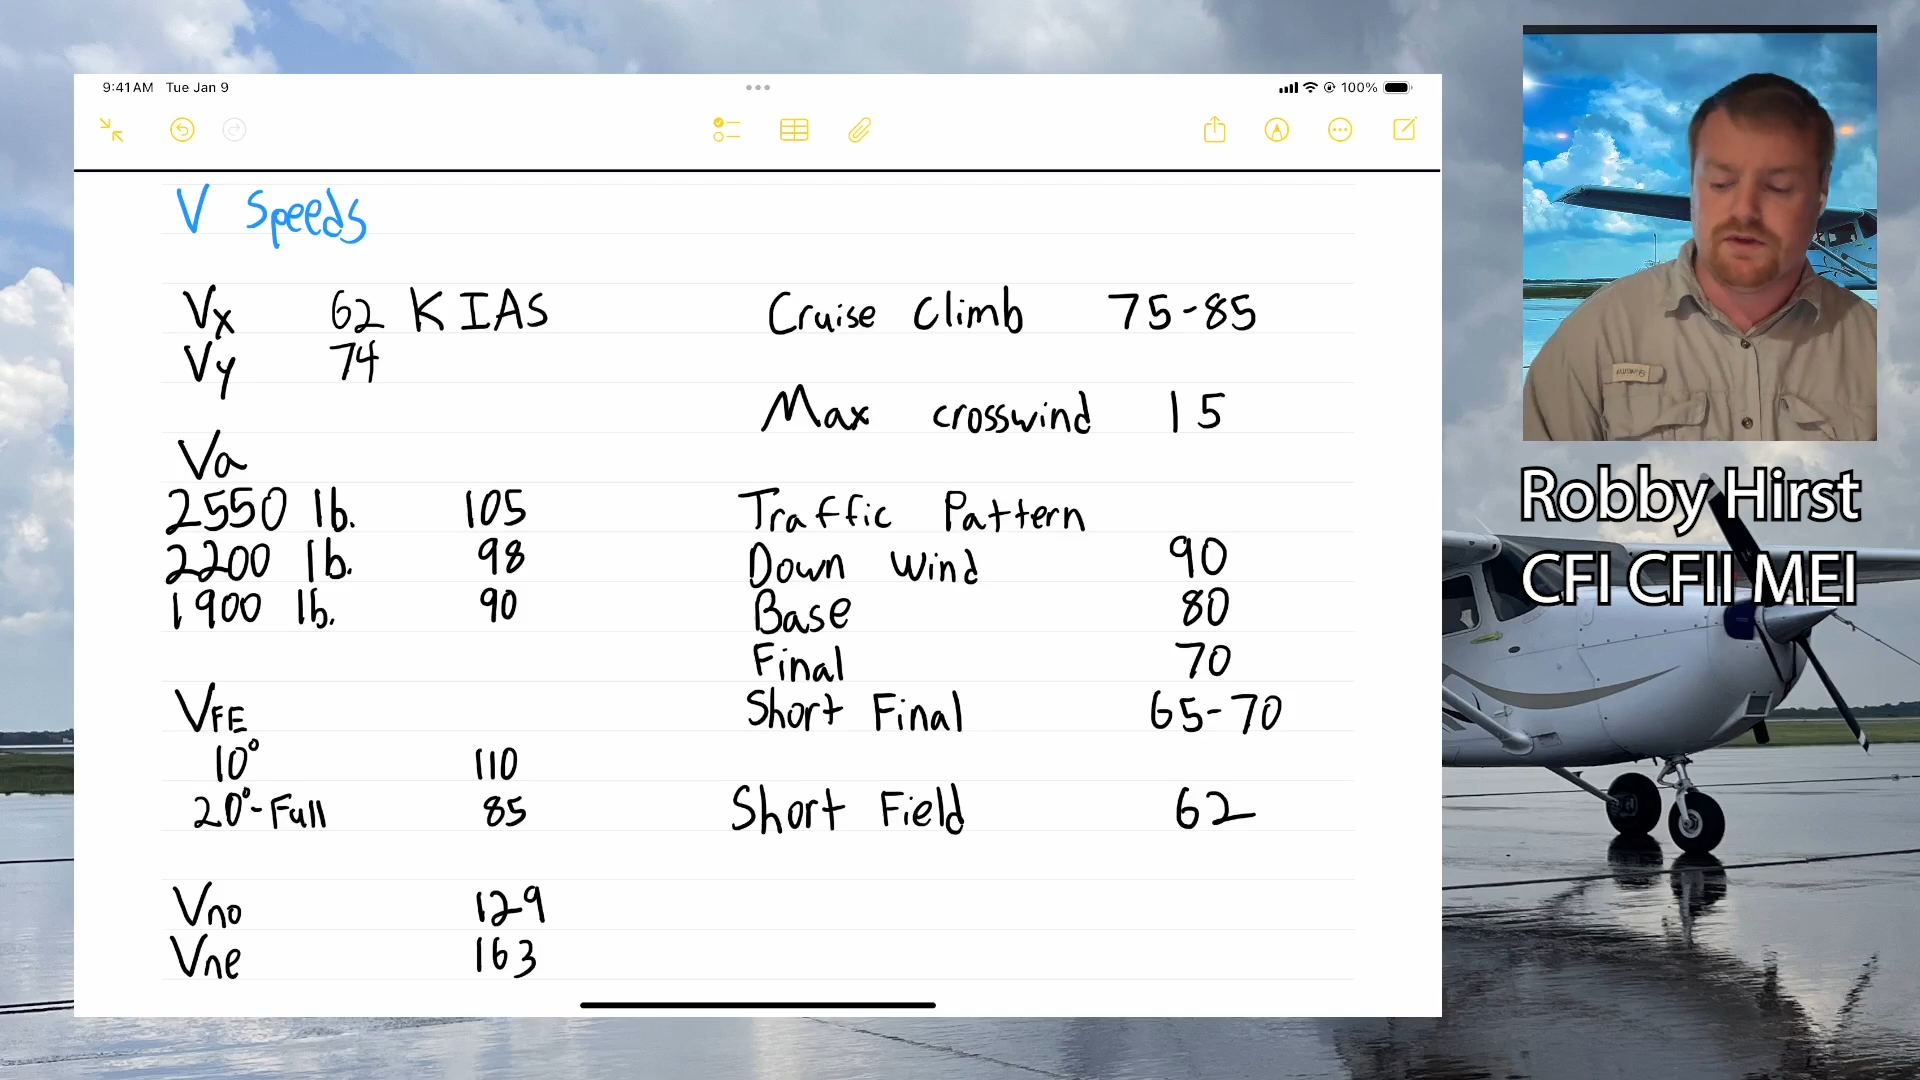 9:41 AM Tue Jan 9
100%
V Speeds
Vx 62 KIAS
Vy 74
Va
2550 lb. 105
2200 lb. 98
1900 lb. 90
VFE
10° 110
20°-Full 85
Vno 129
Vne 163
Cruise Climb 75-85
Max crosswind 15
Traffic Pattern
Down Wind 90
Base 80
Final 70
Short Final 65-70
Short Field 62
Robby Hirst
CFI CFII MEI